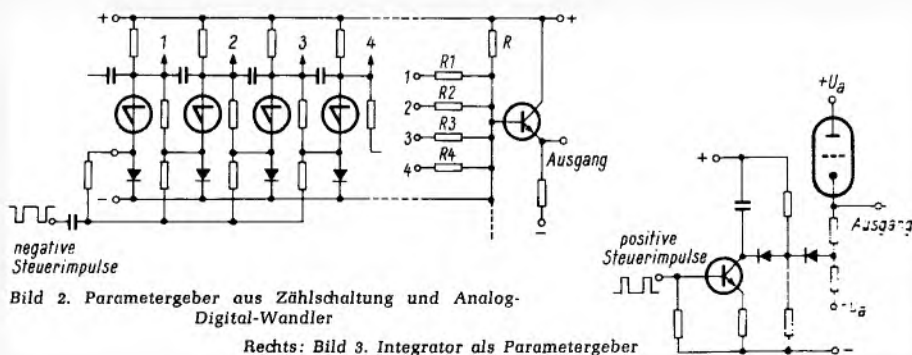 + +
1 2 3 4 R
1 R1
2 R2
3 R3
4 R4
Ausgang
-
-
negative
Steuerimpulse
Bild 2. Parametergeber aus Zählschaltung und Analog-
Digital-Wandler
+Ua
+
Ausgang
positive
Steuerimpulse
-Ua
-
Rechts: Bild 3. Integrator als Parametergeber